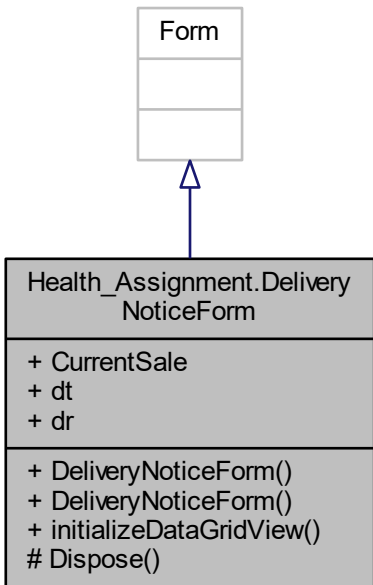 Form
Health_Assignment.Delivery
NoticeForm
+ CurrentSale
+ dt
+ dr
+ DeliveryNoticeForm()
+ DeliveryNoticeForm()
+ initializeDataGridView()
# Dispose()